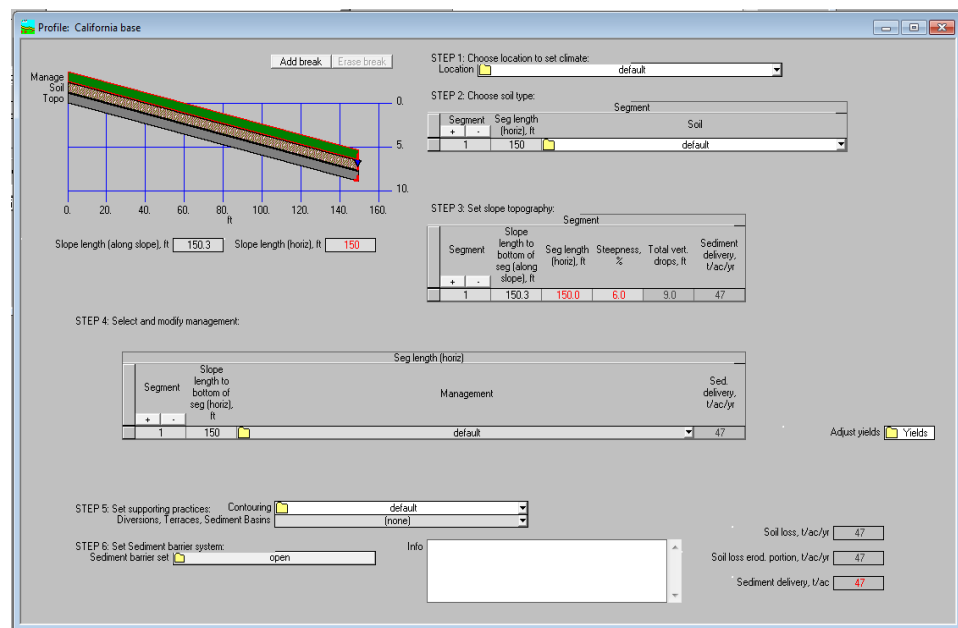 Profile: California base
Add break Erase break
Manage
Soil
Topo
0.
5.
10.
0. 20. 40. 60. 80. 100. 120. 140. 160.
ft
Slope length (along slope), ft 150.3 Slope length (horiz), ft 150
STEP 1: Choose location to set climate:
Location default
STEP 2: Choose soil type:
Segment
Segment Seg length (horiz), ft Soil
+ -
1 150 default
STEP 3: Set slope topography:
Segment
Segment Slope length to bottom of seg (along slope), ft Seg length (horiz), ft Steepness, % Total vert. drops, ft Sediment delivery, t/ac/yr
+ -
1 150.3 150.0 6.0 9.0 47
STEP 4: Select and modify management:
Seg length (horiz)
Segment Slope length to bottom of seg (horiz), ft Management Sed. delivery, t/ac/yr
+ -
1 150 default 47
Adjust yields Yields
STEP 5: Set supporting practices: Contouring default
Diversions, Terraces, Sediment Basins (none)
STEP 6: Set Sediment barrier system:
Sediment barrier set open
Info
Soil loss, t/ac/yr 47
Soil loss erod. portion, t/ac/yr 47
Sediment delivery, t/ac 47